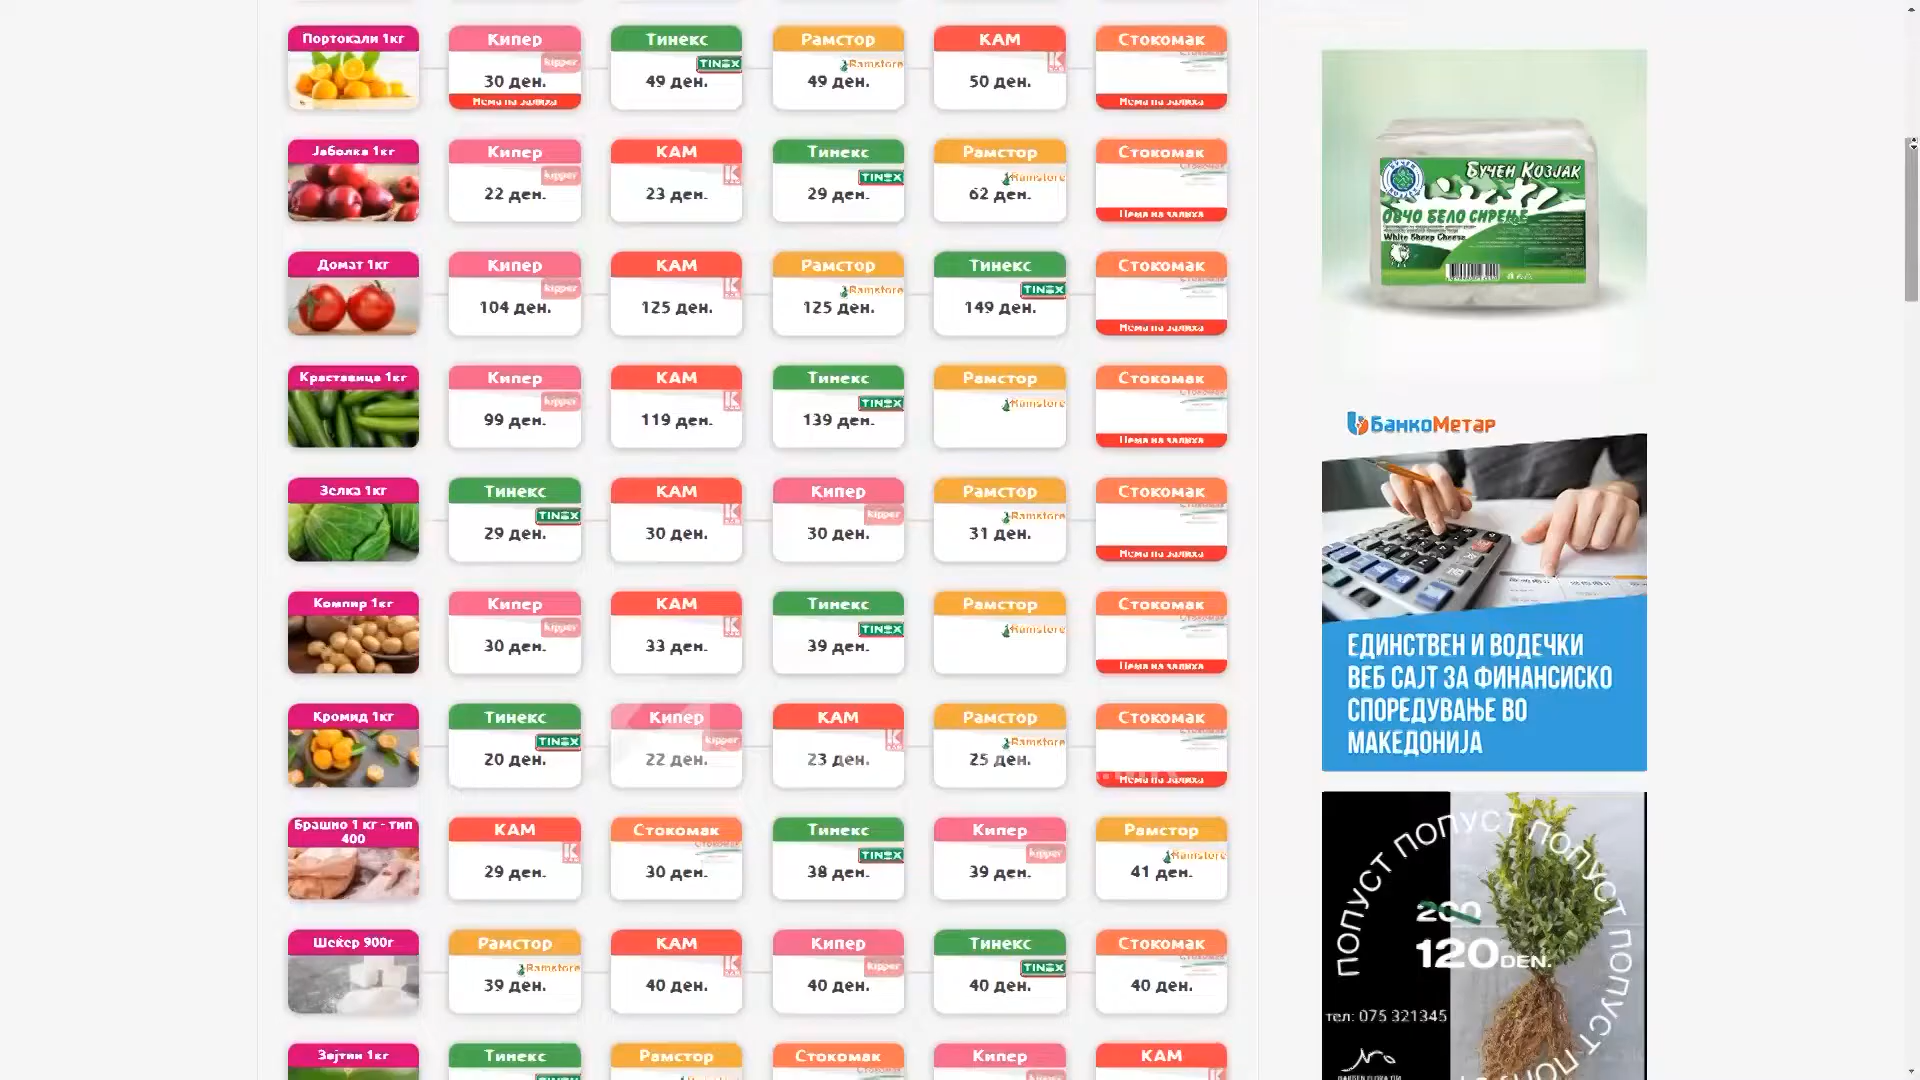 Портокали 1кг
Кипер
Тинекс
Рамстор
КАМ
Стокомак
kipper
TINEX
Ramstore
30 ден.
49 ден.
49 ден.
50 ден.
Нема на залиха
Нема на залиха
Јаболка 1кг
Кипер
КАМ
Тинекс
Рамстор
Стокомак
kipper
TINEX
Ramstore
22 ден.
23 ден.
29 ден.
62 ден.
Нема на залиха
Домат 1кг
Кипер
КАМ
Рамстор
Тинекс
Стокомак
kipper
Ramstore
TINEX
104 ден.
125 ден.
125 ден.
149 ден.
Нема на залиха
Краставица 1кг
Кипер
КАМ
Тинекс
Рамстор
Стокомак
kipper
TINEX
Ramstore
99 ден.
119 ден.
139 ден.
Нема на залиха
Зелка 1кг
Тинекс
КАМ
Кипер
Рамстор
Стокомак
TINEX
kipper
Ramstore
29 ден.
30 ден.
30 ден.
31 ден.
Нема на залиха
Компир 1кг
Кипер
КАМ
Тинекс
Рамстор
Стокомак
kipper
TINEX
Ramstore
30 ден.
33 ден.
39 ден.
Нема на залиха
Кромид 1кг
Тинекс
Кипер
КАМ
Рамстор
Стокомак
TINEX
kipper
Ramstore
20 ден.
22 ден.
23 ден.
25 ден.
Нема на залиха
Брашно 1 кг - тип
400
КАМ
Стокомак
Тинекс
Кипер
Рамстор
TINEX
kipper
Ramstore
29 ден.
30 ден.
38 ден.
39 ден.
41 ден.
Шеќер 900г
Рамстор
КАМ
Кипер
Тинекс
Стокомак
Ramstore
kipper
TINEX
39 ден.
40 ден.
40 ден.
40 ден.
40 ден.
Зејтин 1кг
Тинекс
Рамстор
Стокомак
Кипер
КАМ
БУЧЕН КОЗЈАК
ОВЧО БЕЛО СИРЕЊЕ
White Sheep Cheese
БанкоМетар
ЕДИНСТВЕН И ВОДЕЧКИ
ВЕБ САЈТ ЗА ФИНАНСИСКО
СПОРЕДУВАЊЕ ВО
МАКЕДОНИЈА
ПОПУСТ ПОПУСТ ПОПУСТ ПОПУСТ
200
120 DEN.
тел: 075 321345